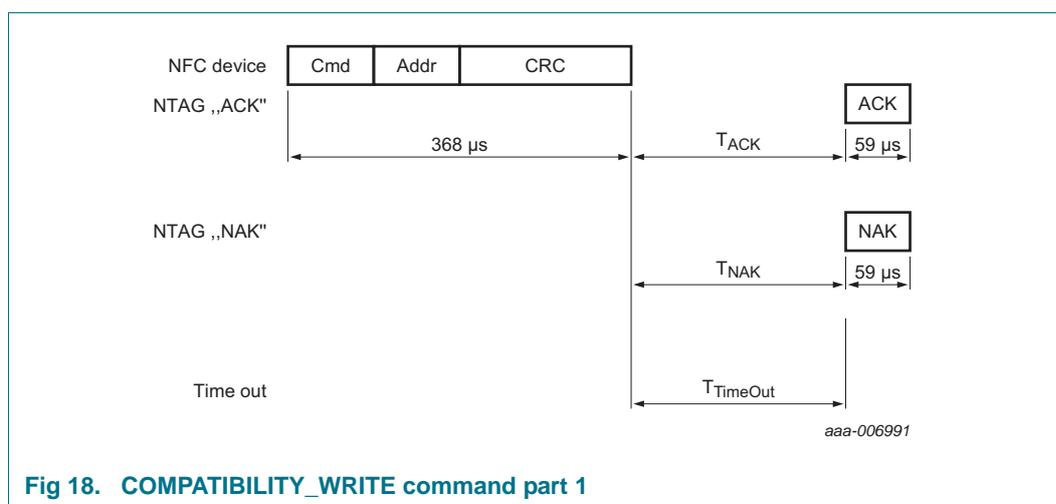 NFC device Cmd Addr CRC
NTAG ,,ACK" ACK
368 µs TACK 59 µs
NTAG ,,NAK" NAK
TNAK 59 µs
Time out TTimeOut
aaa-006991
Fig 18. COMPATIBILITY_WRITE command part 1